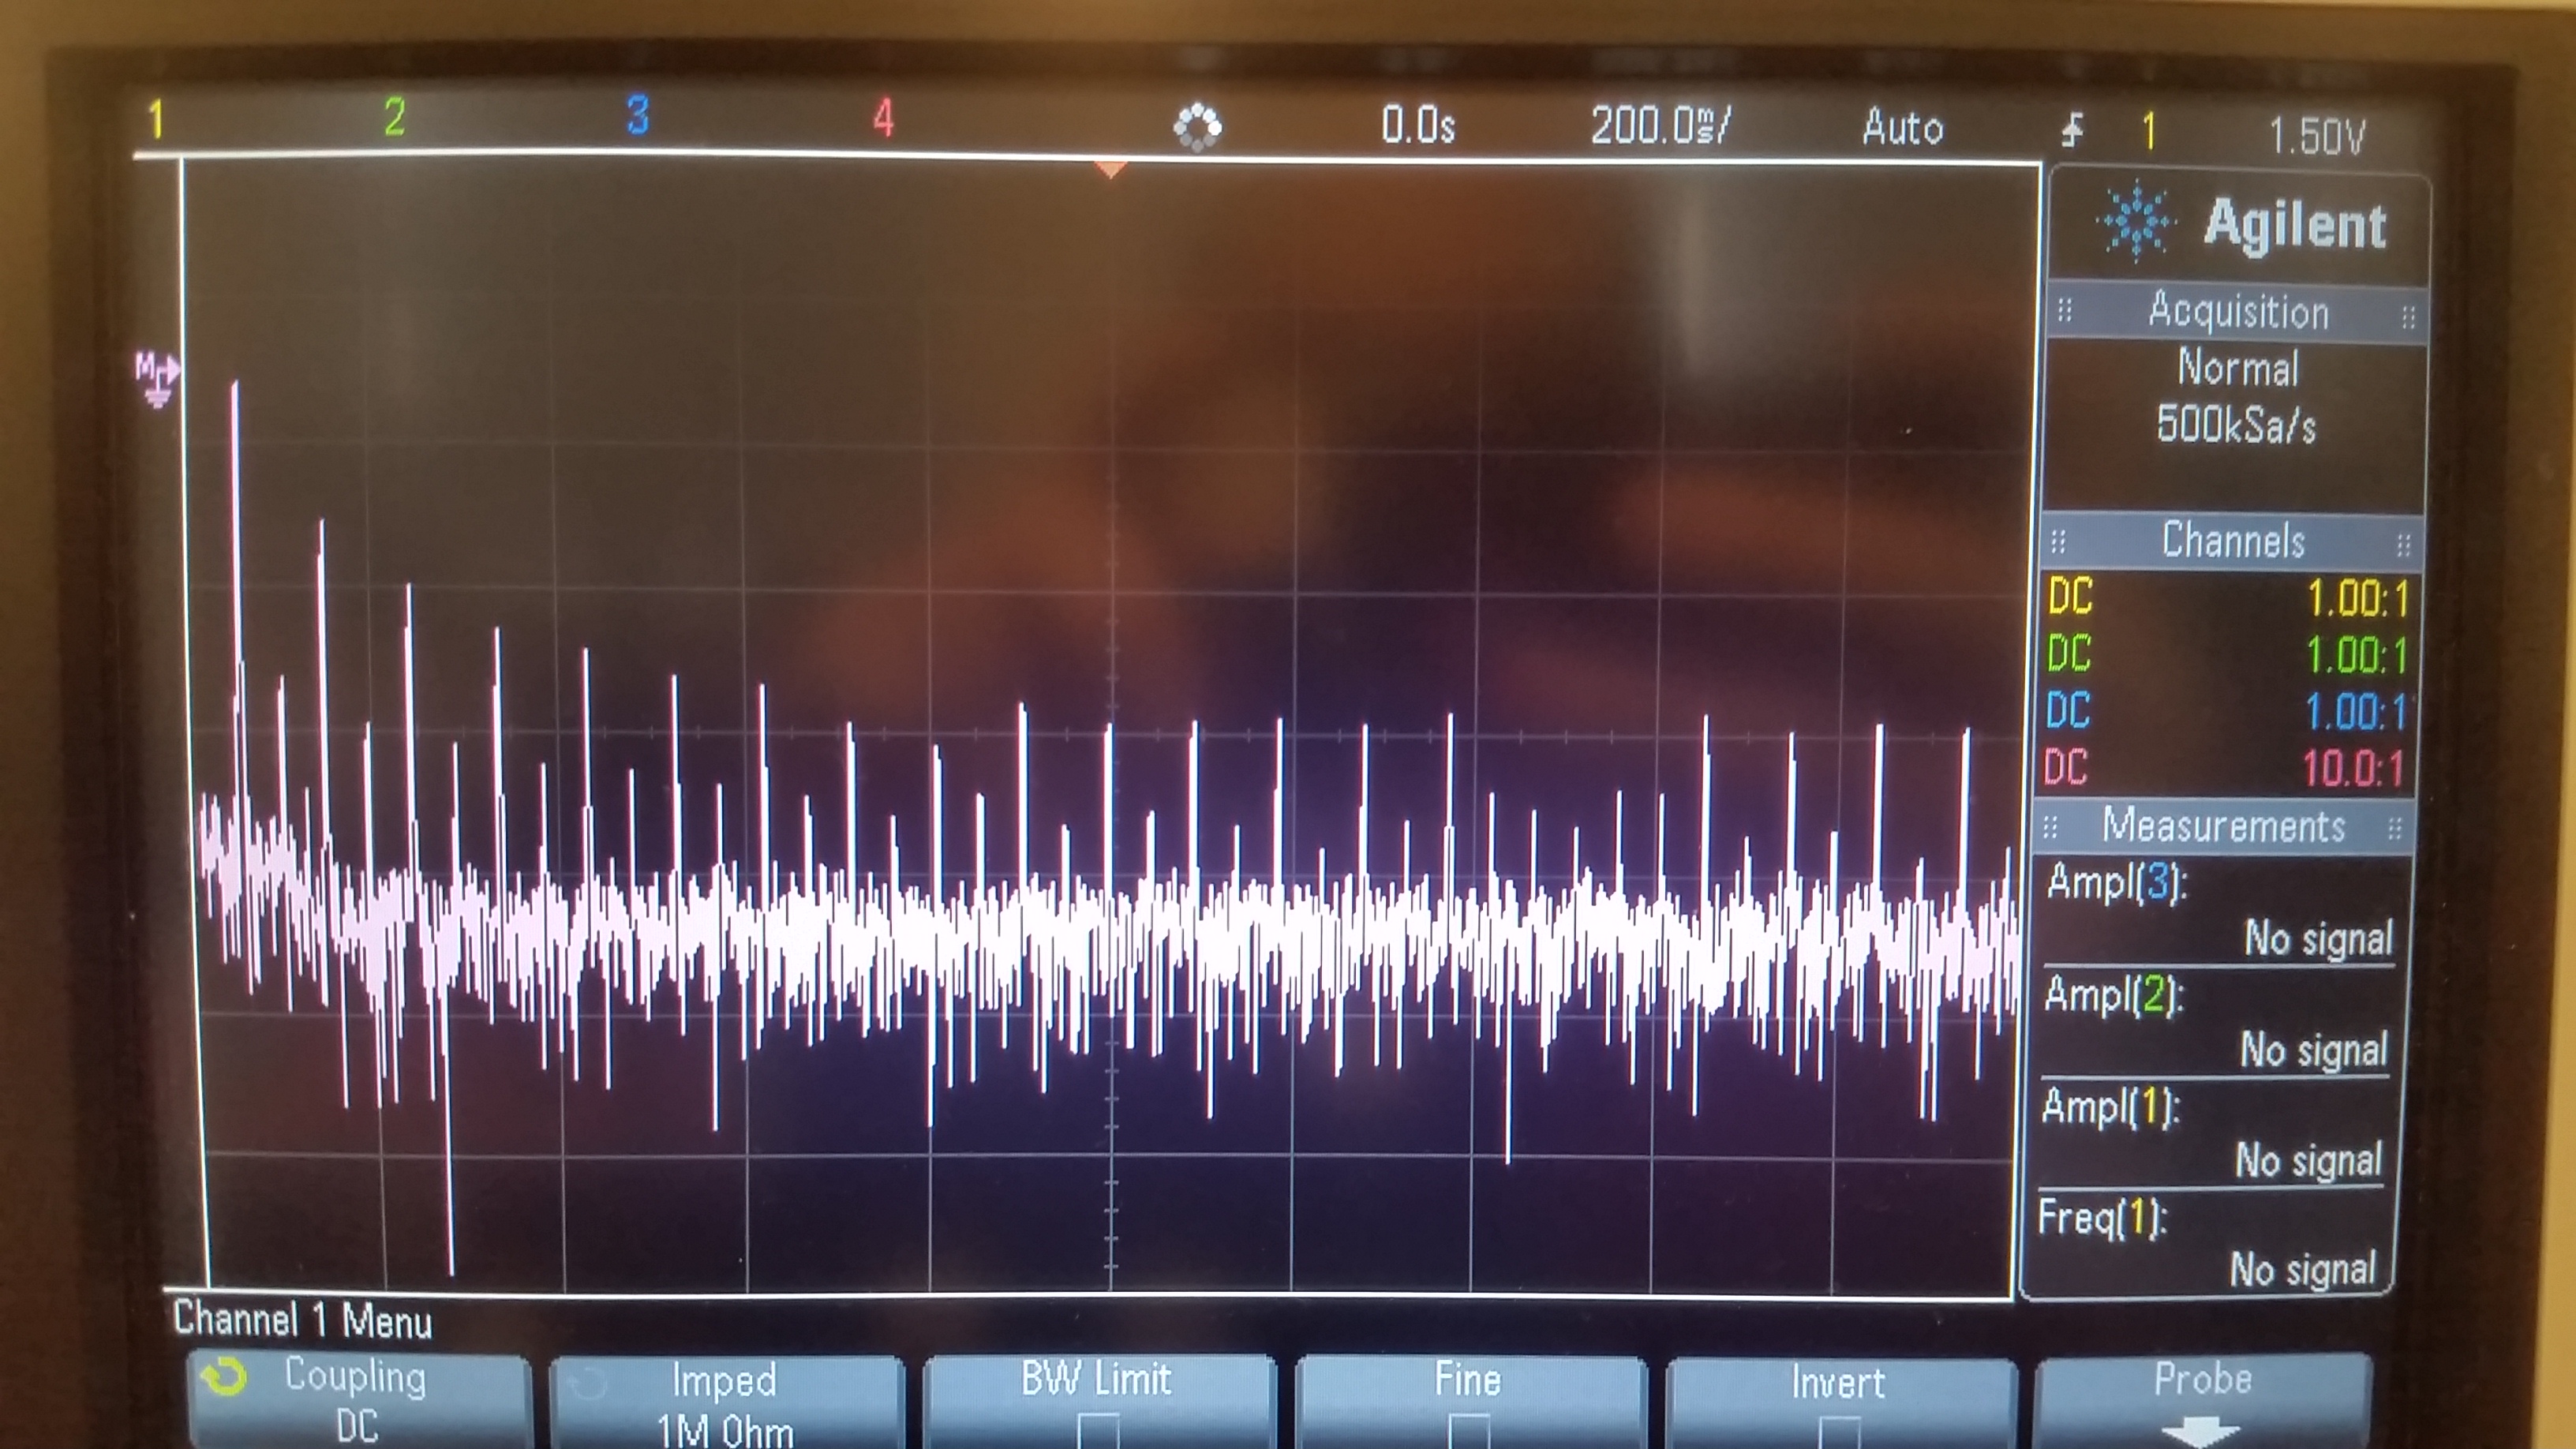 1 2 3 4 0.0s 200.0ms/ Auto 1 1.50V
Agilent
Acquisition
Normal
500kSa/s
Channels
DC 1.00:1
DC 1.00:1
DC 1.00:1
DC 10.0:1
Measurements
Ampl(3):
No signal
Ampl(2):
No signal
Ampl(1):
No signal
Freq(1):
No signal
M
Channel 1 Menu
Coupling
DC
Imped
1M Ohm
BW Limit
Fine
Invert
Probe